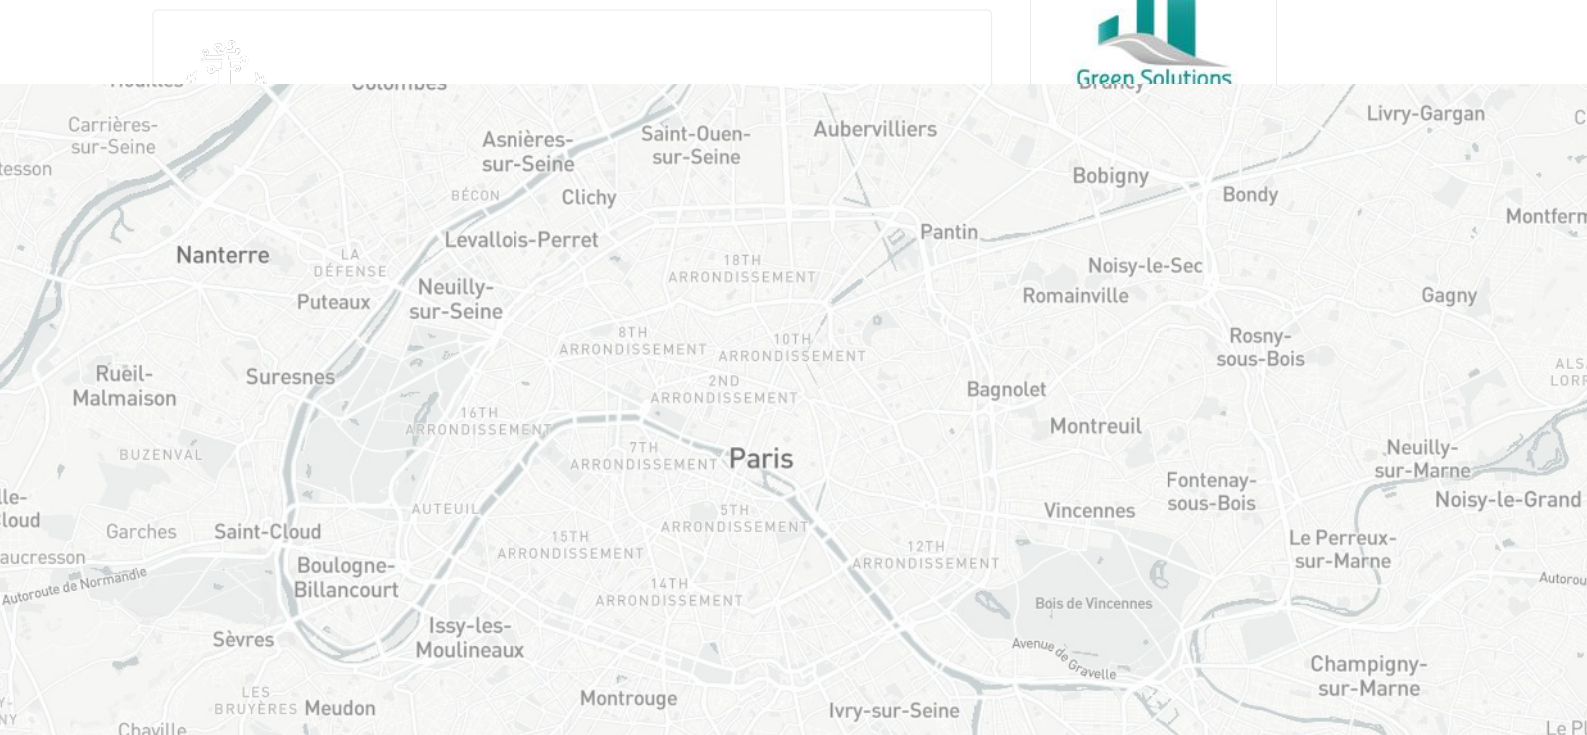 Green Solutions
Houilles
Colombes
Drancy
Livry-Gargan
Carrières-
sur-Seine
Asnières-
sur-Seine
Saint-Ouen-
sur-Seine
Aubervilliers
Bobigny
Bondy
BÉCON
Clichy
Levallois-Perret
Pantin
Nanterre
LA
DÉFENSE
18TH
ARRONDISSEMENT
Noisy-le-Sec
Puteaux
Neuilly-
sur-Seine
Romainville
Gagny
8TH
ARRONDISSEMENT
10TH
ARRONDISSEMENT
Rosny-
sous-Bois
Rueil-
Malmaison
Suresnes
2ND
ARRONDISSEMENT
Bagnolet
16TH
ARRONDISSEMENT
Montreuil
BUZENVAL
7TH
ARRONDISSEMENT
Paris
Neuilly-
sur-Marne
Fontenay-
sous-Bois
Noisy-le-Grand
AUTEUIL
5TH
ARRONDISSEMENT
Vincennes
Garches
Saint-Cloud
15TH
ARRONDISSEMENT
12TH
ARRONDISSEMENT
Le Perreux-
sur-Marne
aucresson
Autoroute de Normandie
Boulogne-
Billancourt
14TH
ARRONDISSEMENT
Bois de Vincennes
Sèvres
Issy-les-
Moulineaux
Avenue de Gravelle
Champigny-
sur-Marne
LES
BRUYÈRES
Meudon
Montrouge
Ivry-sur-Seine
Chaville